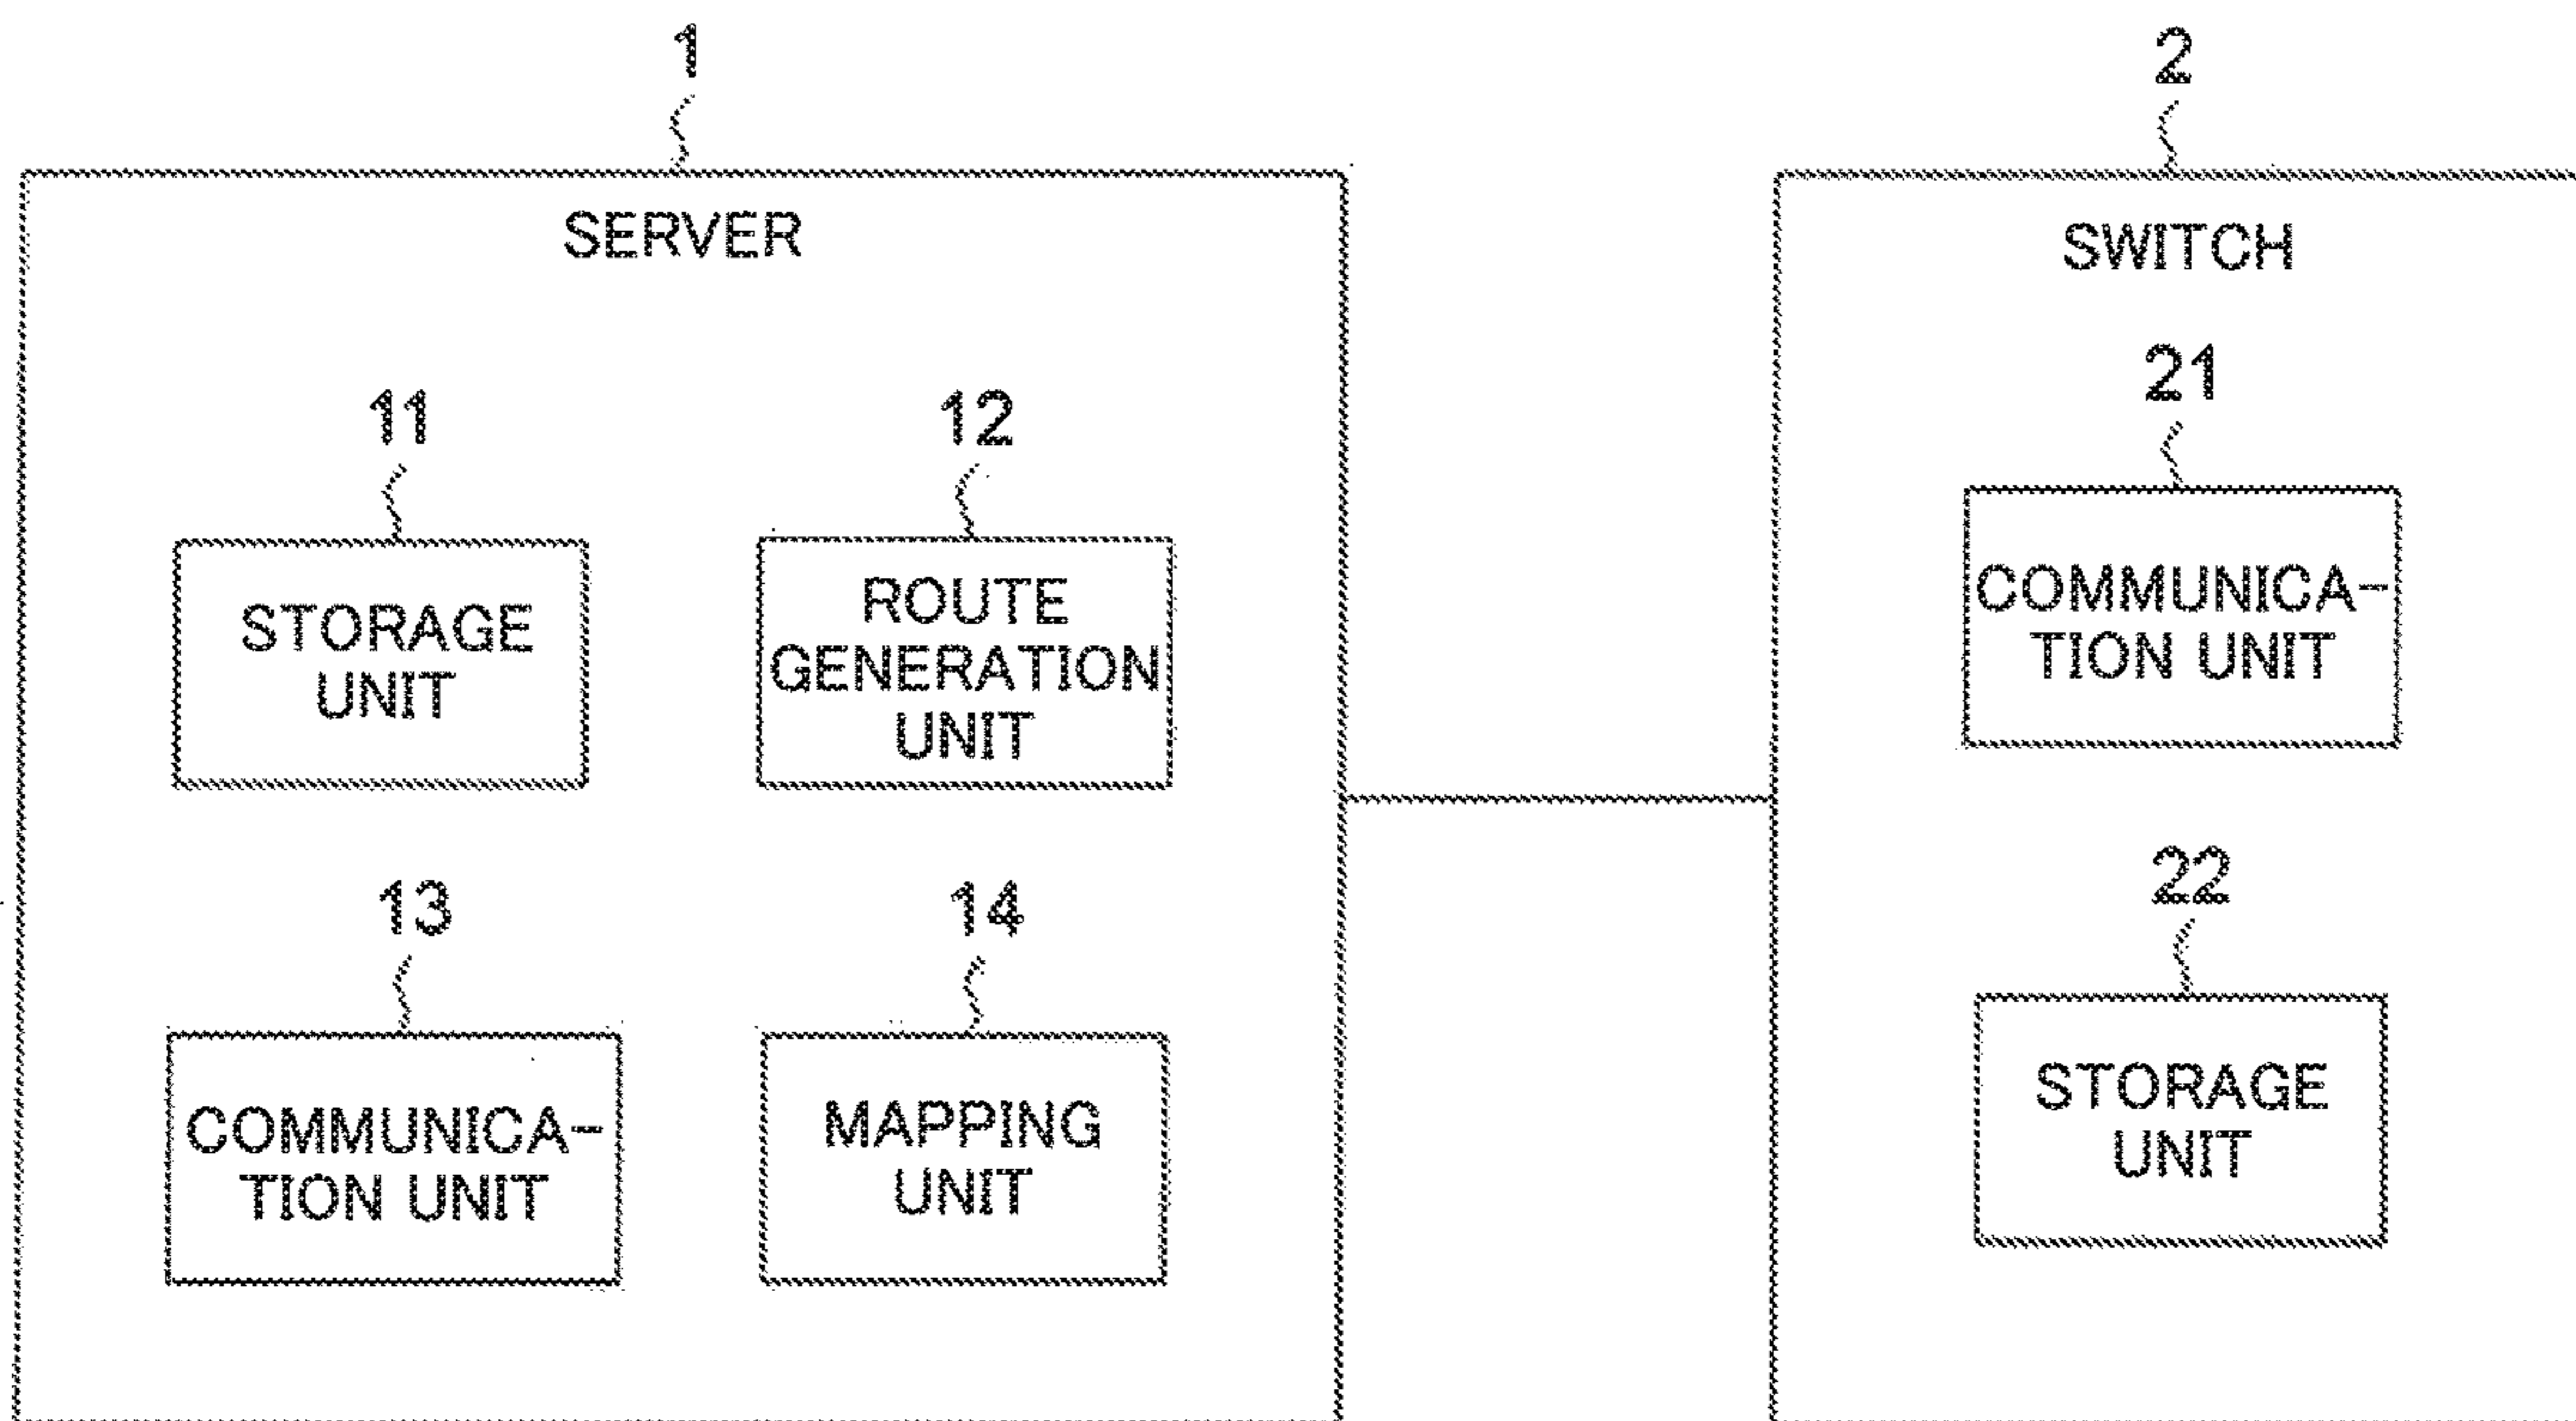 1
SERVER
11
STORAGE
UNIT
12
ROUTE
GENERATION
UNIT
13
COMMUNICA-
TION UNIT
14
MAPPING
UNIT
2
SWITCH
21
COMMUNICA-
TION UNIT
22
STORAGE
UNIT